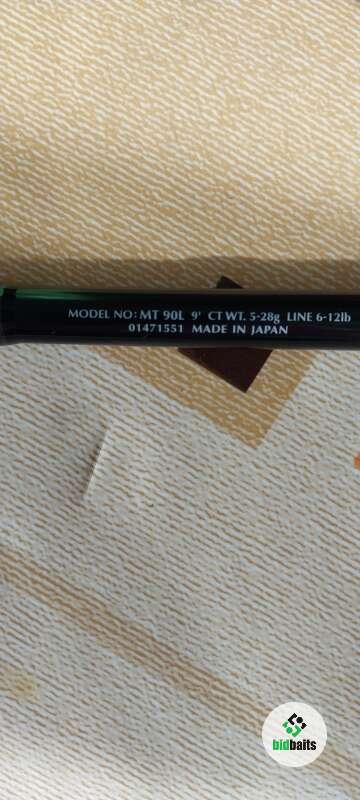 MODEL NO: MT 90L 9' CT WT. 5-28g LINE 6-12lb
01471551 MADE IN JAPAN
bidbaits